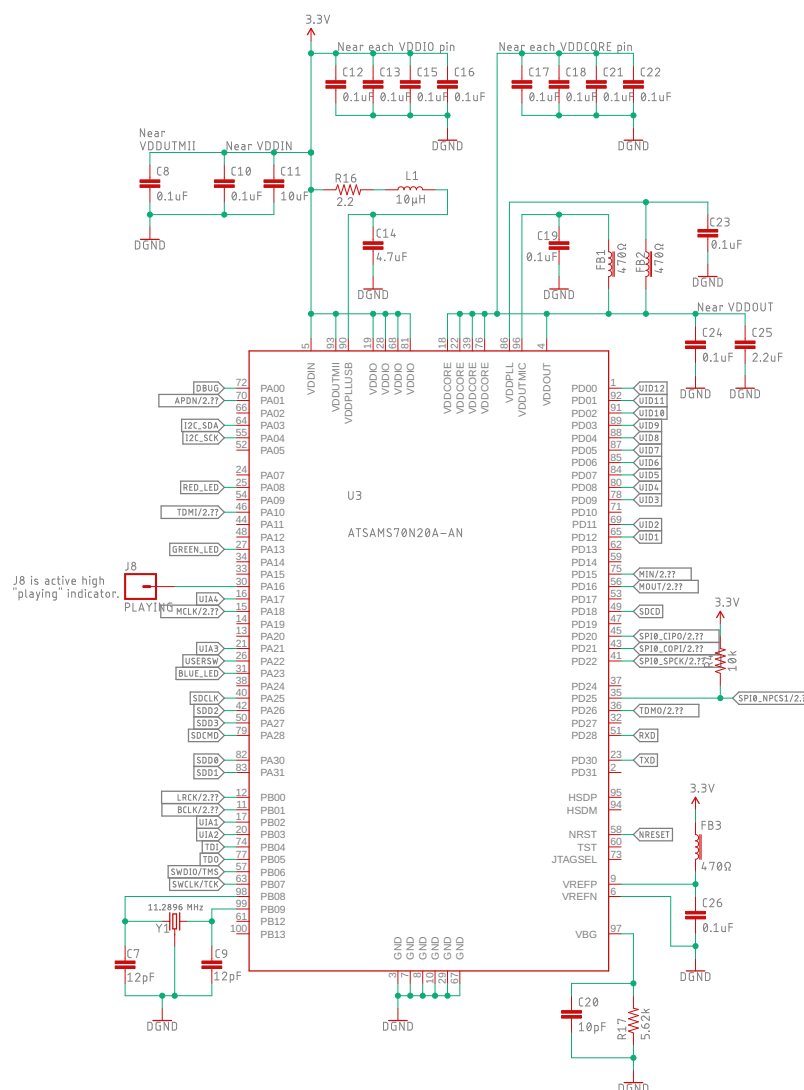 3.3V
Near each VDDIO pin
Near each VDDCORE pin
C12
C13
C15
C16
0.1uF
0.1uF
0.1uF
0.1uF
C17
C18
C21
C22
0.1uF
0.1uF
0.1uF
0.1uF
DGND
DGND
Near
VDDUTMII
Near VDDIN
C8
0.1uF
C10
0.1uF
C11
10uF
R16
2.2
L1
10µH
DGND
C14
4.7uF
DGND
C19
0.1uF
DGND
FB1
470Ω
FB2
470Ω
C23
0.1uF
DGND
Near VDDOUT
C24
0.1uF
C25
2.2uF
DGND
DGND
5
93
90
19
28
68
81
18
22
39
76
86
96
4
VDDIN
VDDUTMII
VDDPLLUSB
VDDIO
VDDIO
VDDIO
VDDIO
VDDCORE
VDDCORE
VDDCORE
VDDCORE
VDDPLL
VDDUTMIC
VDDOUT
U3
ATSAMS70N20A-AN
DBUG 72 PA00
APDN/2.?? 70 PA01
66 PA02
I2C_SDA 64 PA03
I2C_SCK 55 PA04
52 PA05
24 PA07
RED_LED 25 PA08
54 PA09
TDMI/2.?? 46 PA10
44 PA11
48 PA12
GREEN_LED 27 PA13
34 PA14
33 PA15
30 PA16
UIA4 16 PA17
MCLK/2.?? 15 PA18
14 PA19
13 PA20
UIA3 21 PA21
USERSW 26 PA22
BLUE_LED 31 PA23
38 PA24
SDCLK 40 PA25
SDD2 42 PA26
SDD3 50 PA27
SDCMD 79 PA28
SDD0 82 PA30
SDD1 83 PA31
LRCK/2.?? 12 PB00
BCLK/2.?? 11 PB01
UIA1 17 PB02
UIA2 20 PB03
TDI 74 PB04
TDO 77 PB05
SWDIO/TMS 57 PB06
SWCLK/TCK 63 PB07
98 PB08
99 PB09
61 PB12
100 PB13
J8
PLAYING
J8 is active high
"playing" indicator.
PD00 1 UID12
PD01 92 UID11
PD02 91 UID10
PD03 89 UID9
PD04 88 UID8
PD05 87 UID7
PD06 85 UID6
PD07 84 UID5
PD08 80 UID4
PD09 78 UID3
PD10 71
PD11 69 UID2
PD12 65 UID1
PD13 62
PD14 59
PD15 75 MIN/2.??
PD16 56 MOUT/2.??
PD17 53
PD18 49 SDCD
PD19 47
PD20 45 SPI0_CIPO/2.??
PD21 43 SPI0_COPI/2.??
PD22 41 SPI0_SPCK/2.??
PD24 37
PD25 35 SPI0_NPCS1/2.
PD26 36 TDMO/2.??
PD27 32
PD28 51 RXD
PD30 23 TXD
PD31 2
HSDP 95
HSDM 94
NRST 58 NRESET
TST 60
JTAGSEL 73
VREFP 9
VREFN 6
VBG 97
3.3V
10k
3.3V
FB3
470Ω
C26
0.1uF
DGND
11.2896 MHz
Y1
C7
12pF
C9
12pF
DGND
GND
GND
GND
GND
GND
GND
3
7
8
10
29
67
DGND
C20
10pF
R17
5.62k
DGND